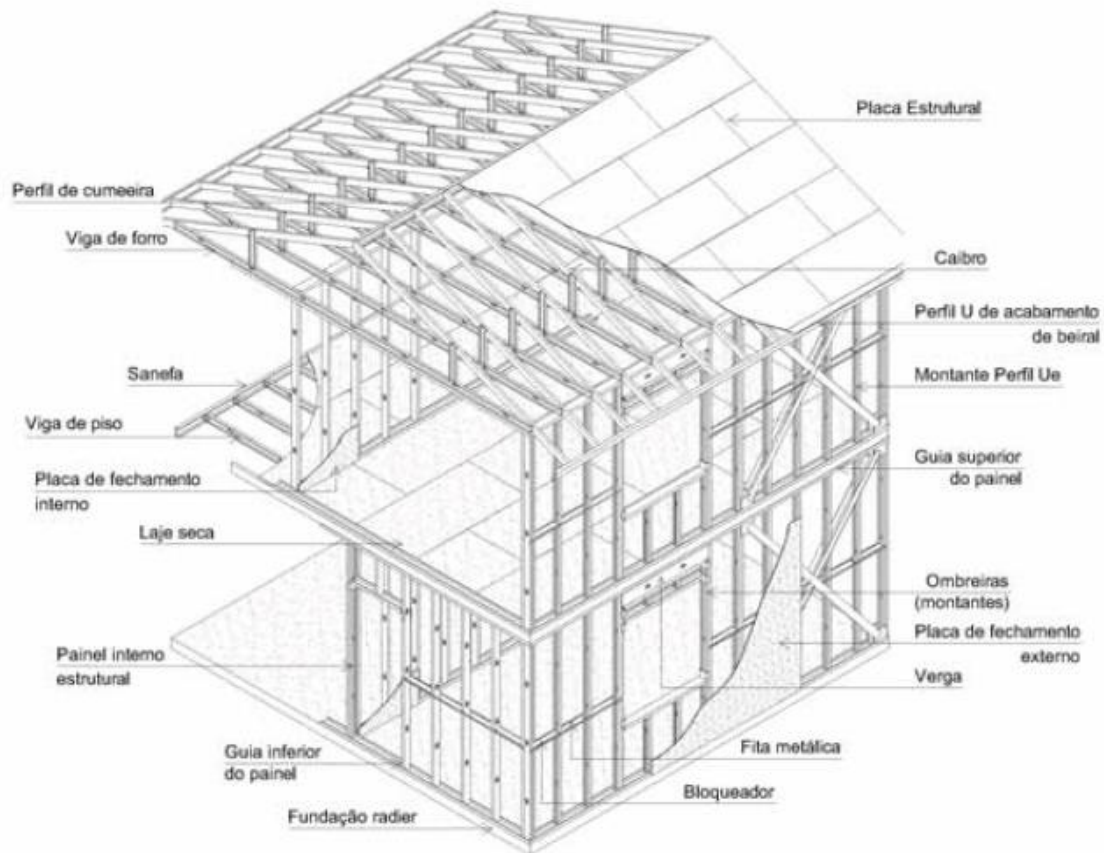 Placa Estrutural
Perfil de cumeeira
Viga de forro
Caibro
Perfil U de acabamento
de beiral
Sanefa
Montante Perfil Ue
Viga de piso
Guia superior
do painel
Placa de fechamento
interno
Laje seca
Ombreiras
(montantes)
Placa de fechamento
externo
Painel interno
estrutural
Verga
Guia inferior
do painel
Fita metálica
Bloqueador
Fundação radier